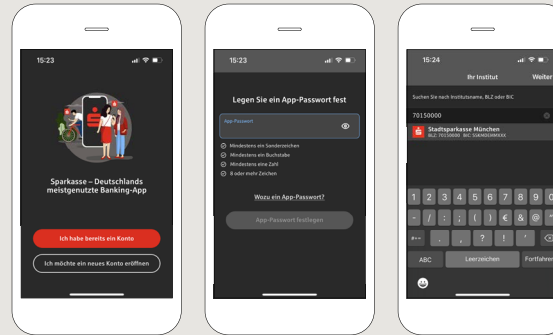 15:23
Sparkasse – Deutschlands
meistgenutzte Banking-App
Ich habe bereits ein Konto
Ich möchte ein neues Konto eröffnen
15:23
Legen Sie ein App-Passwort fest
App-Passwort
Mindestens ein Sonderzeichen
Mindestens ein Buchstabe
Mindestens eine Zahl
8 oder mehr Zeichen
Wozu ein App-Passwort?
App-Passwort festlegen
15:24
Ihr Institut
Weiter
Suchen Sie nach Institutsname, BLZ oder BIC
70150000
Stadtsparkasse München
BLZ: 70150000 BIC: SSKMDEMMXXX
1 2 3 4 5 6 7 8 9 0
- / : ; ( ) € & @ "
#+= . , ? ! '
ABC Leerzeichen Fortfahren